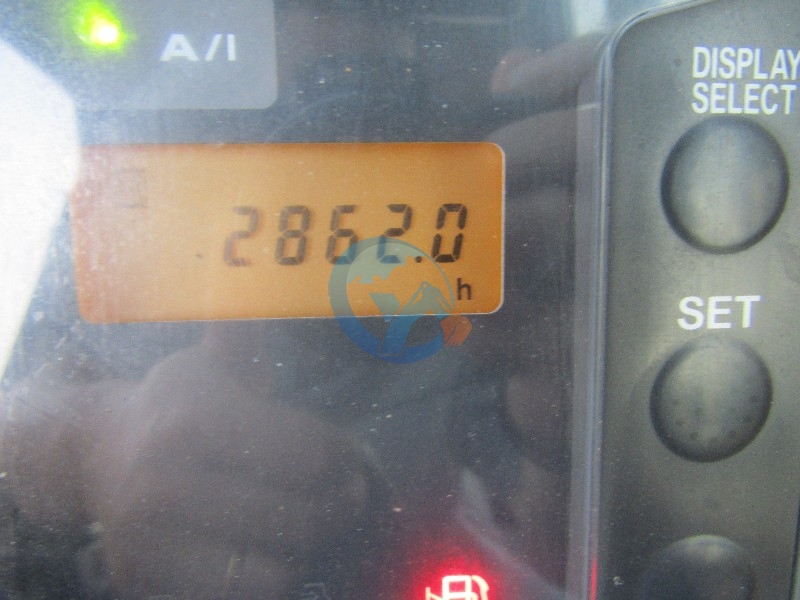 A/I
DISPLAY
SELECT
2862.0
h
SET